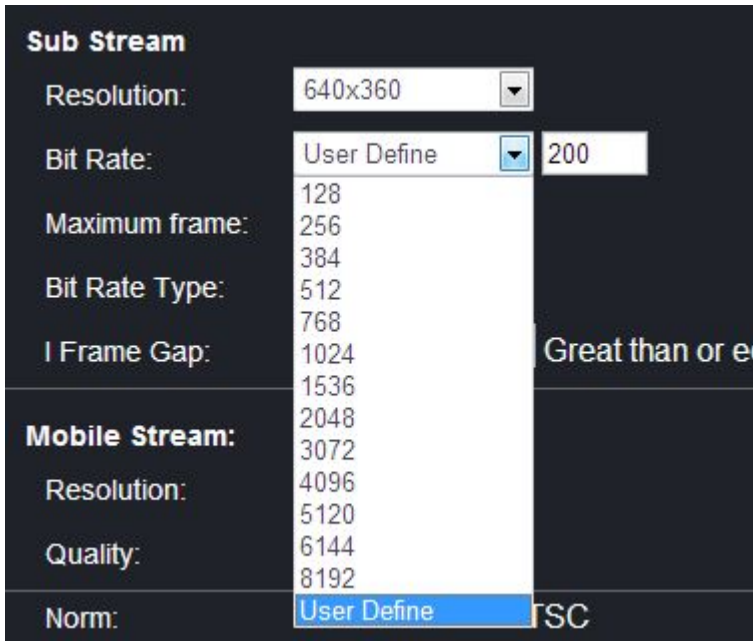 Sub Stream
Resolution: 640x360
Bit Rate: User Define 200
128
Maximum frame: 256
384
Bit Rate Type: 512
768
I Frame Gap: 1024 Great than or e
1536
2048
Mobile Stream:
3072
Resolution: 4096
5120
Quality: 6144
8192
Norm: User Define TSC